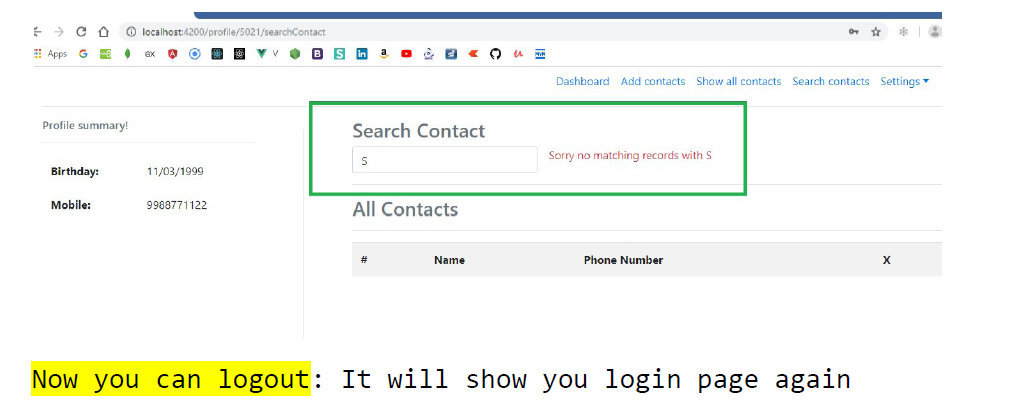 localhost:4200/profile/5021/searchContact
Apps G ex V B S in a
Dashboard Add contacts Show all contacts Search contacts Settings
Profile summary!
Birthday: 11/03/1999
Mobile: 9988771122
Search Contact
S Sorry no matching records with S
All Contacts
# Name Phone Number X
Now you can logout: It will show you login page again